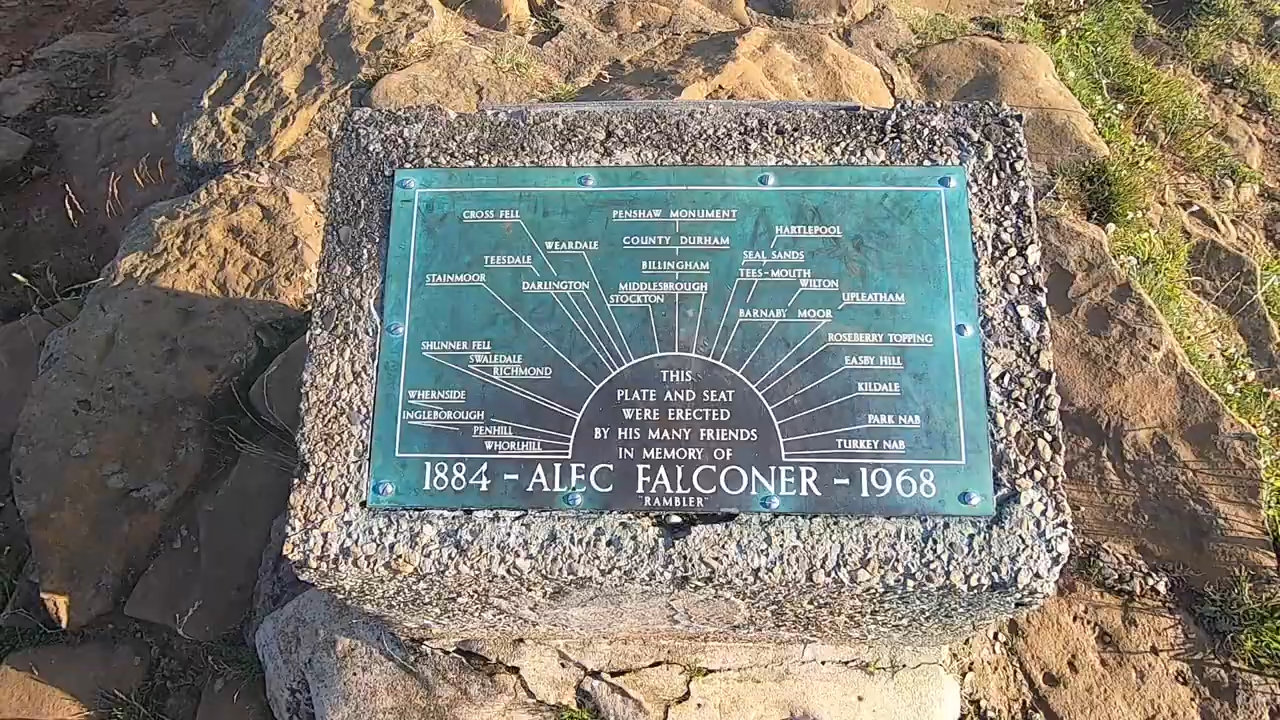 CROSS FELL
PENSHAW MONUMENT
HARTLEPOOL
WEARDALE
COUNTY DURHAM
SEAL SANDS
TEESDALE
BILLINGHAM
TEES-MOUTH
STAINMOOR
DARLINGTON
MIDDLESBROUGH
WILTON
STOCKTON
UPLEATHAM
BARNABY MOOR
ROSEBERRY TOPPING
SHUNNER FELL
SWALEDALE
RICHMOND
EASBY HILL
KILDALE
WHERNSIDE
INGLEBOROUGH
PENHILL
WHORLHILL
PARK NAB
TURKEY NAB
THIS
PLATE AND SEAT
WERE ERECTED
BY HIS MANY FRIENDS
IN MEMORY OF
1884 - ALEC FALCONER - 1968
"RAMBLER"